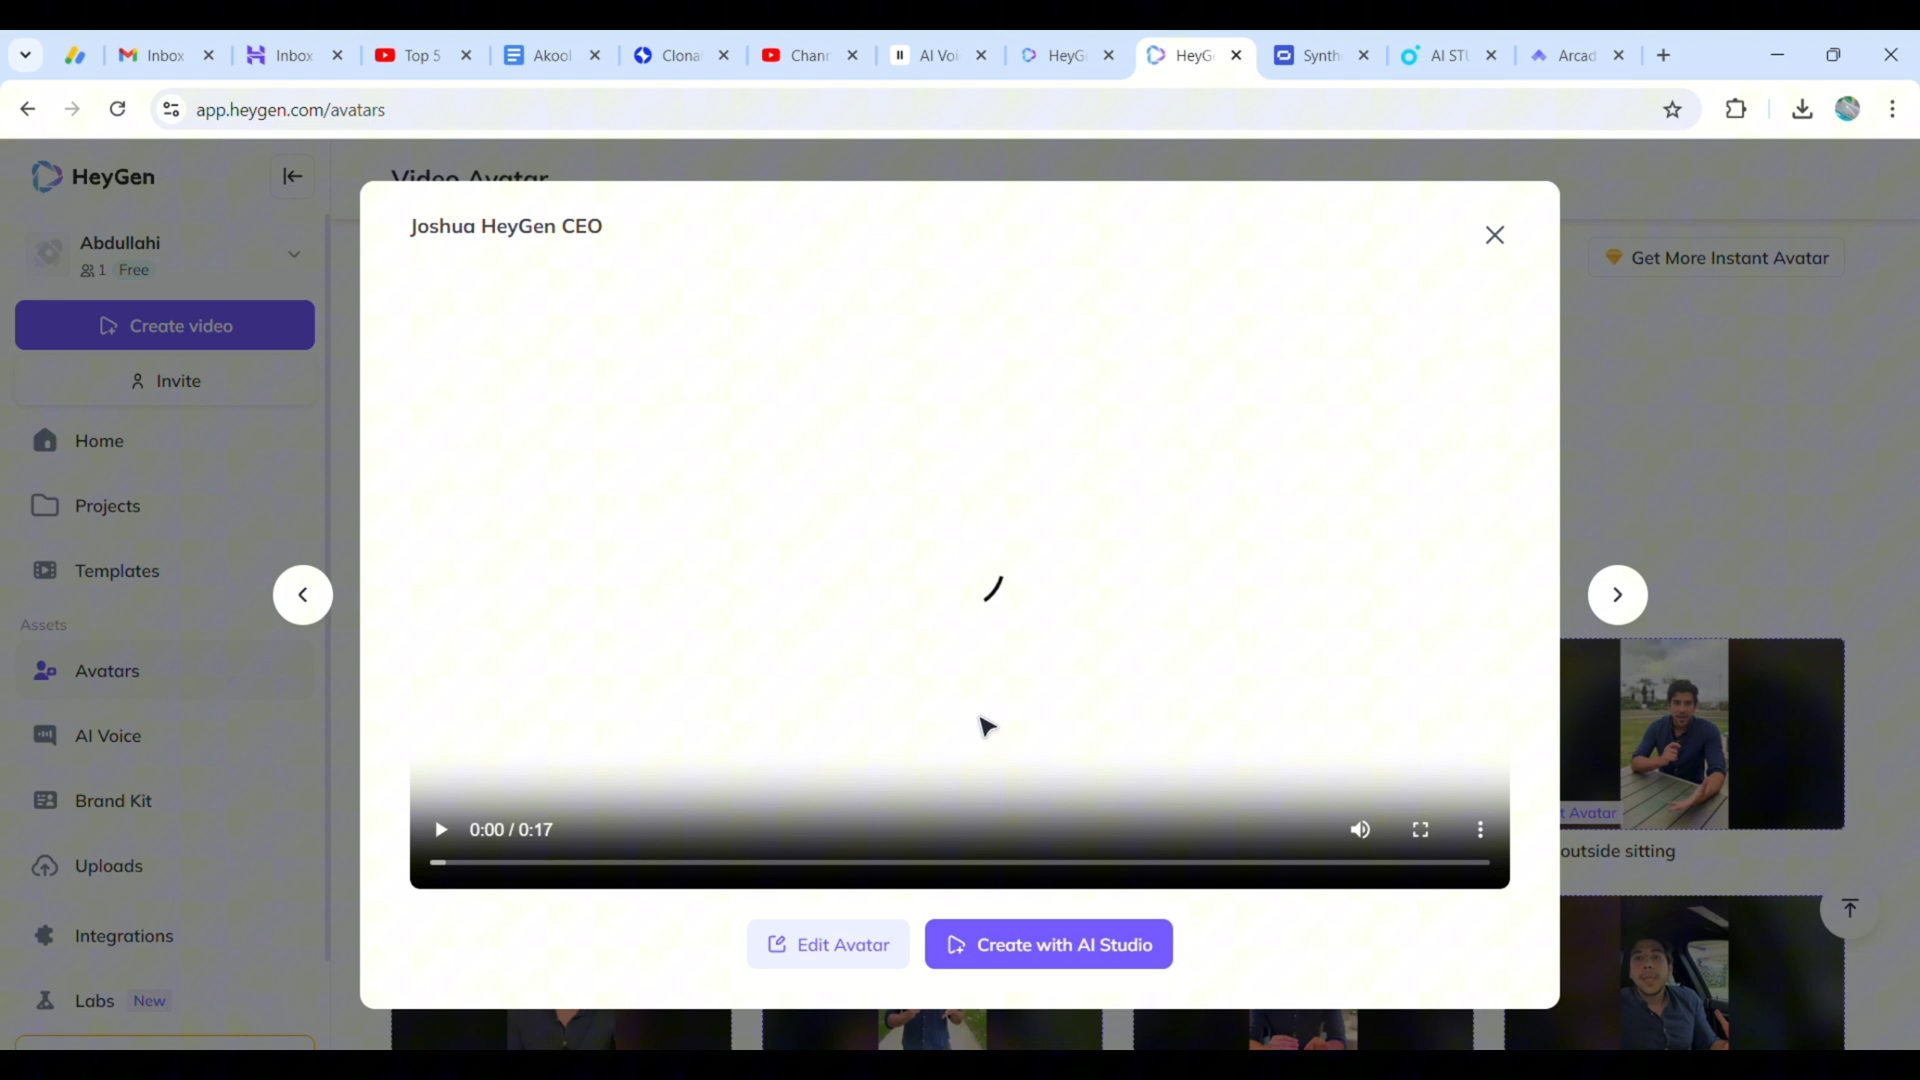 Inbox
Inbox
Top 5
Akool
Clona
Chann
AI Voi
HeyG
HeyG
Synth
AI STU
Arcad
app.heygen.com/avatars
HeyGen
Video Avatar
Joshua HeyGen CEO
Abdullahi
1 Free
Get More Instant Avatar
Create video
Invite
Home
Projects
Templates
Assets
Avatars
AI Voice
Brand Kit
Uploads
Integrations
Labs New
0:00 / 0:17
t Avatar
outside sitting
Edit Avatar
Create with AI Studio